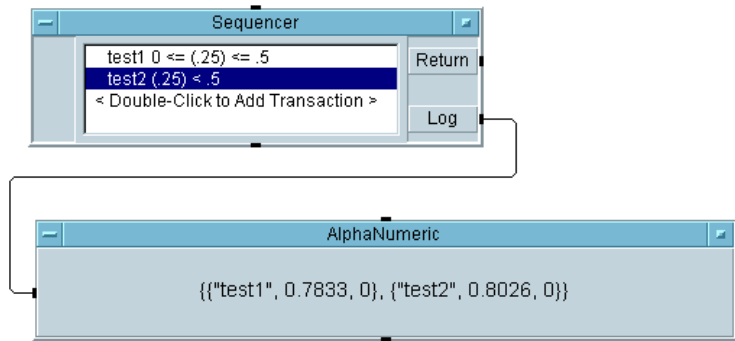 Sequencer
test1 0 <= (.25) <= .5
test2 (.25) < .5
< Double-Click to Add Transaction >
Return
Log
AlphaNumeric
{{"test1", 0.7833, 0}, {"test2", 0.8026, 0}}